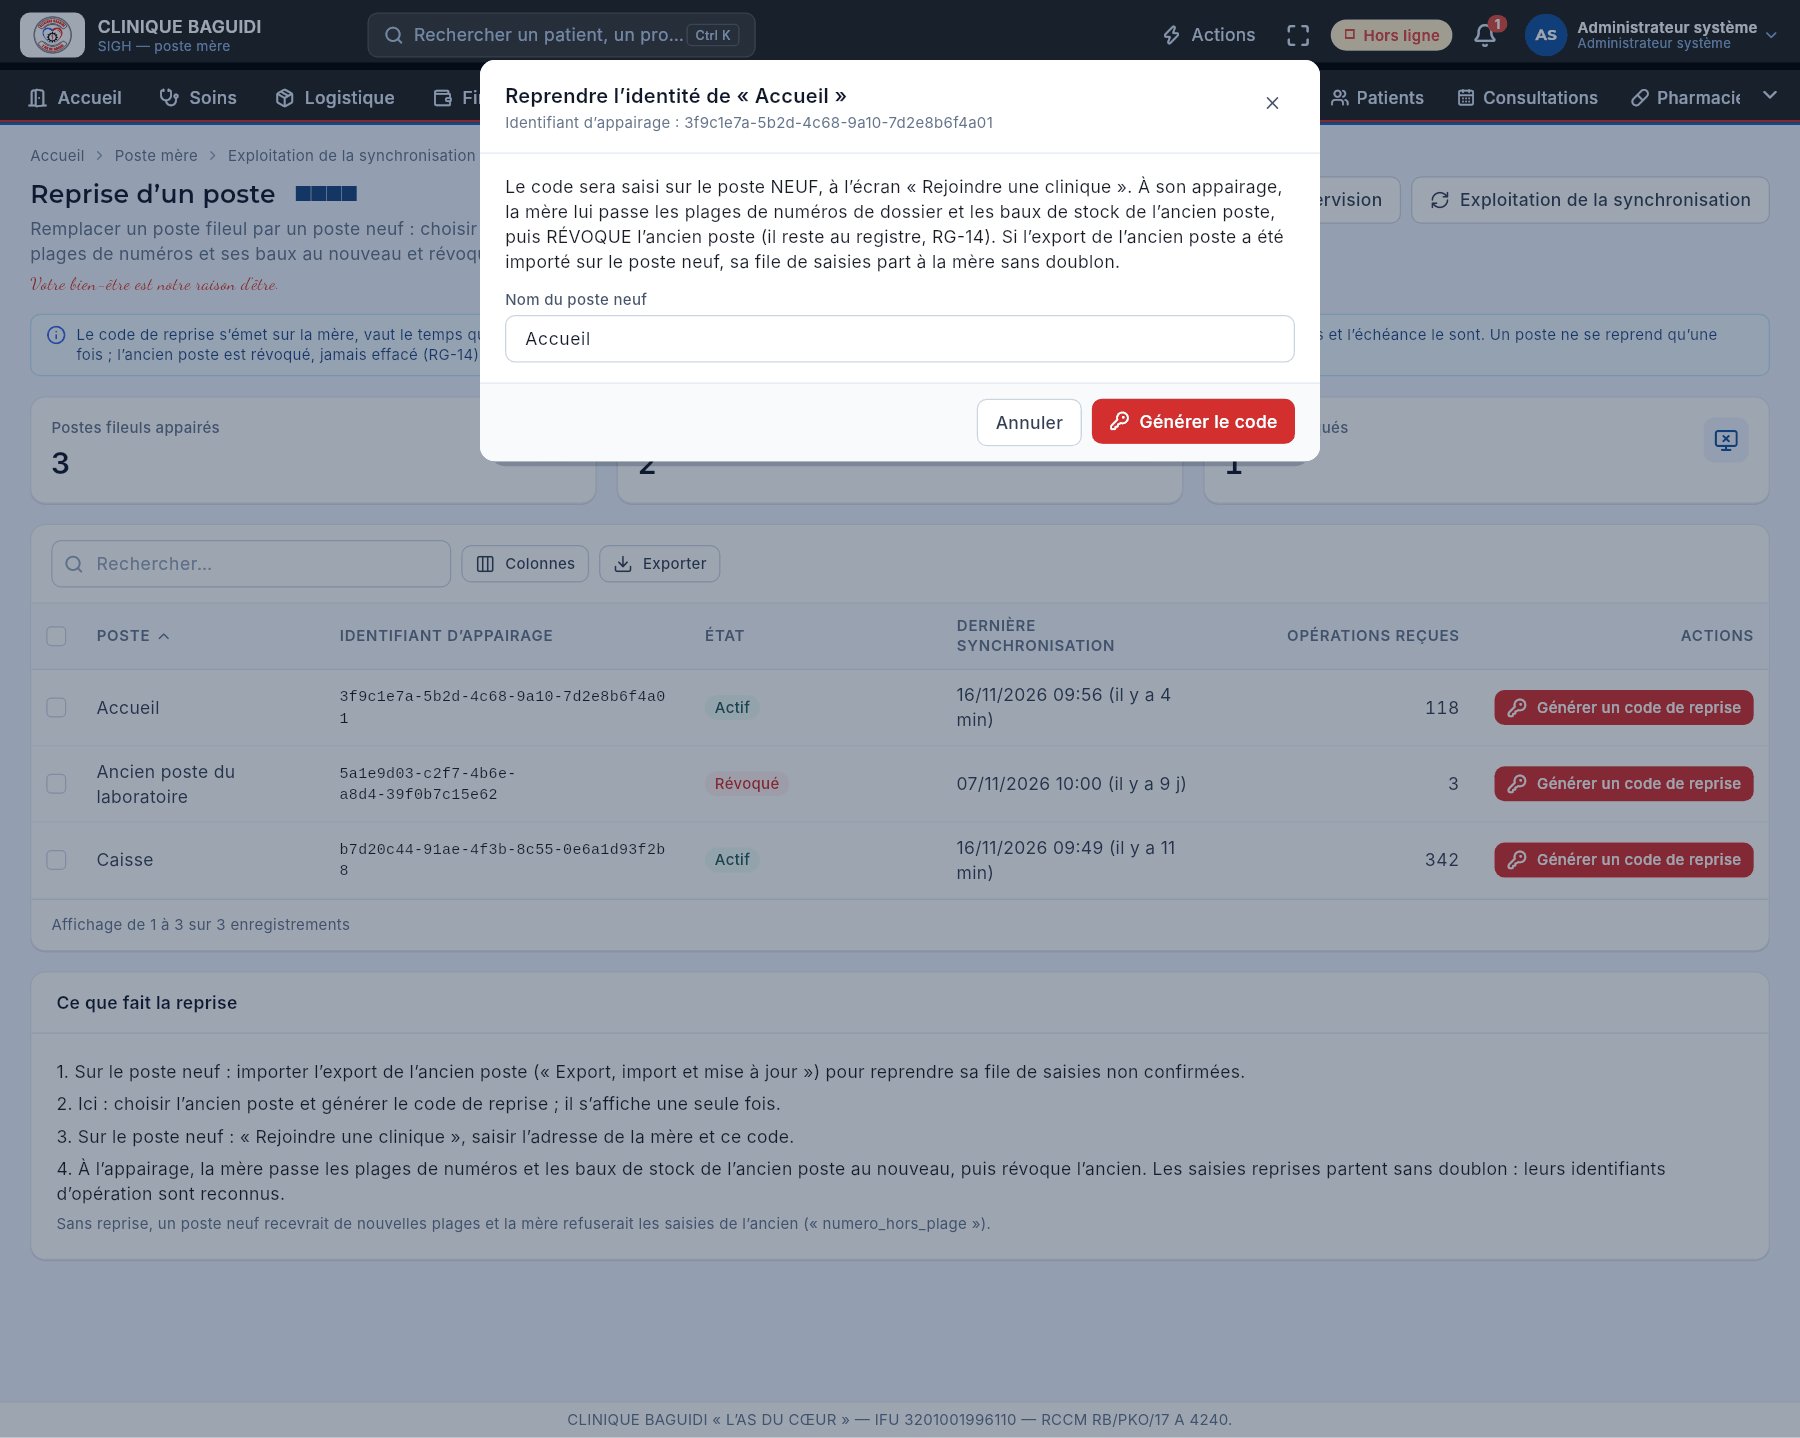 CLINIQUE BAGUIDI
SIGH — poste mère
Rechercher un patient, un pro... Ctrl K
Actions
Hors ligne
1
AS
Administrateur système
Administrateur système
Accueil
Soins
Logistique
Patients
Consultations
Pharmacie
Reprendre l’identité de « Accueil »
Identifiant d’appairage : 3f9c1e7a-5b2d-4c68-9a10-7d2e8b6f4a01
Le code sera saisi sur le poste NEUF, à l’écran « Rejoindre une clinique ». À son appairage,
la mère lui passe les plages de numéros de dossier et les baux de stock de l’ancien poste,
puis RÉVOQUE l’ancien poste (il reste au registre, RG-14). Si l’export de l’ancien poste a été
importé sur le poste neuf, sa file de saisies part à la mère sans doublon.
Nom du poste neuf
Accueil
Annuler
Générer le code
Accueil > Poste mère > Exploitation de la synchronisation
Reprise d’un poste
Remplacer un poste fileul par un poste neuf : choisir
plages de numéros et ses baux au nouveau et
Votre bien-être est notre raison d'être.
Exploitation de la synchronisation
Le code de reprise s’émet sur la mère, vaut le temps
et l’échéance le sont. Un poste ne se reprend qu’une
fois ; l’ancien poste est révoqué, jamais effacé (RG-14)
Postes fileuls appairés
3
2
1
Rechercher...
Colonnes
Exporter
POSTE
IDENTIFIANT D’APPAIRAGE
ÉTAT
DERNIÈRE
SYNCHRONISATION
OPÉRATIONS REÇUES
ACTIONS
Accueil
3f9c1e7a-5b2d-4c68-9a10-7d2e8b6f4a0
1
Actif
16/11/2026 09:56 (il y a 4
min)
118
Générer un code de reprise
Ancien poste du
laboratoire
5a1e9d03-c2f7-4b6e-
a8d4-39f0b7c15e62
Révoqué
07/11/2026 10:00 (il y a 9 j)
3
Générer un code de reprise
Caisse
b7d20c44-91ae-4f3b-8c55-0e6a1d93f2b
8
Actif
16/11/2026 09:49 (il y a 11
min)
342
Générer un code de reprise
Affichage de 1 à 3 sur 3 enregistrements
Ce que fait la reprise
1. Sur le poste neuf : importer l’export de l’ancien poste (« Export, import et mise à jour ») pour reprendre sa file de saisies non confirmées.
2. Ici : choisir l’ancien poste et générer le code de reprise ; il s’affiche une seule fois.
3. Sur le poste neuf : « Rejoindre une clinique », saisir l’adresse de la mère et ce code.
4. À l’appairage, la mère passe les plages de numéros et les baux de stock de l’ancien poste au nouveau, puis révoque l’ancien. Les saisies reprises partent sans doublon : leurs identifiants
d’opération sont reconnus.
Sans reprise, un poste neuf recevrait de nouvelles plages et la mère refuserait les saisies de l’ancien (« numero_hors_plage »).
CLINIQUE BAGUIDI « L’AS DU CŒUR » — IFU 3201001996110 — RCCM RB/PKO/17 A 4240.